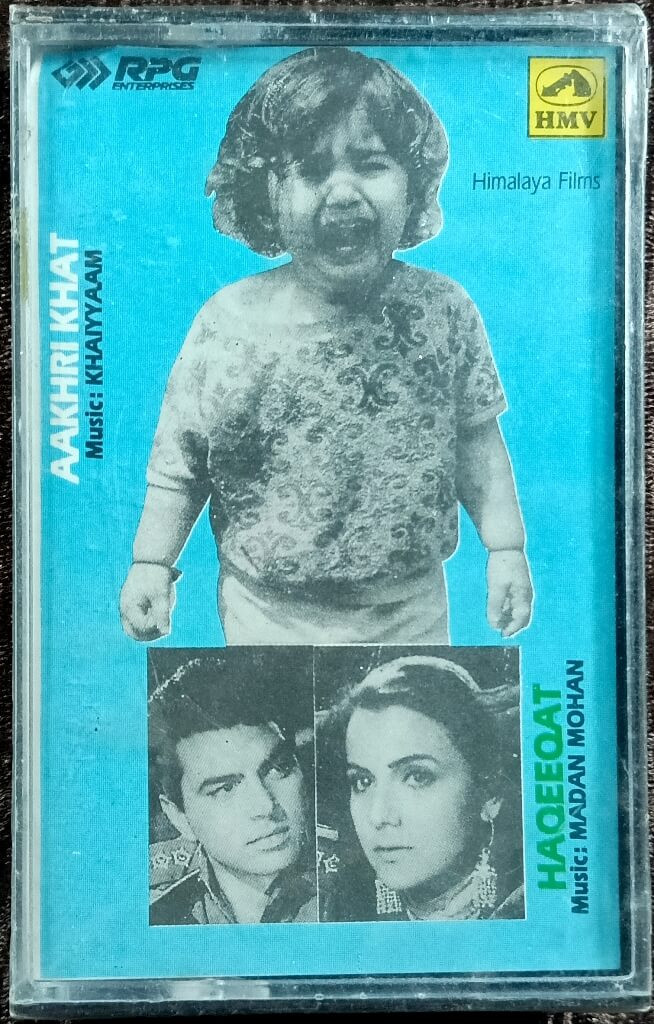 RPG
ENTERPRISES
HMV
Himalaya Films
AAKHRI KHAT
Music: KHAIYYAAM
HAQEEQAT
Music: MADAN MOHAN